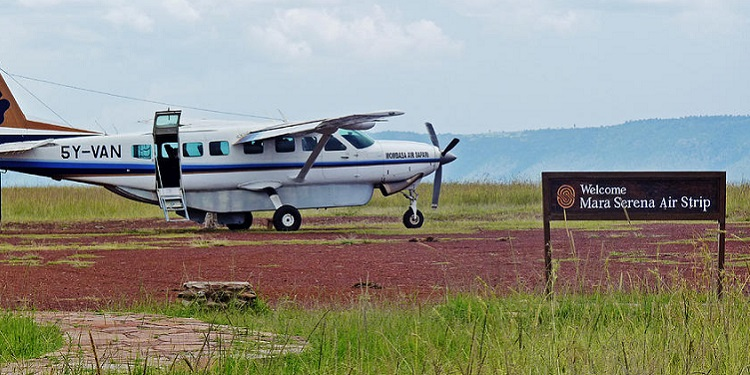 5Y-VAN
MOMBASA AIR SAFARI
Welcome
Mara Serena Air Strip